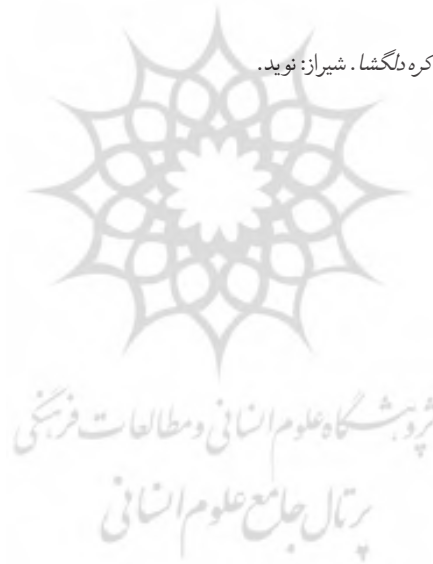 کره دلگشا. شیراز: نوید.
پژوهشگاه علوم انسانی و مطالعات فرهنگی
پرتال جامع علوم انسانی